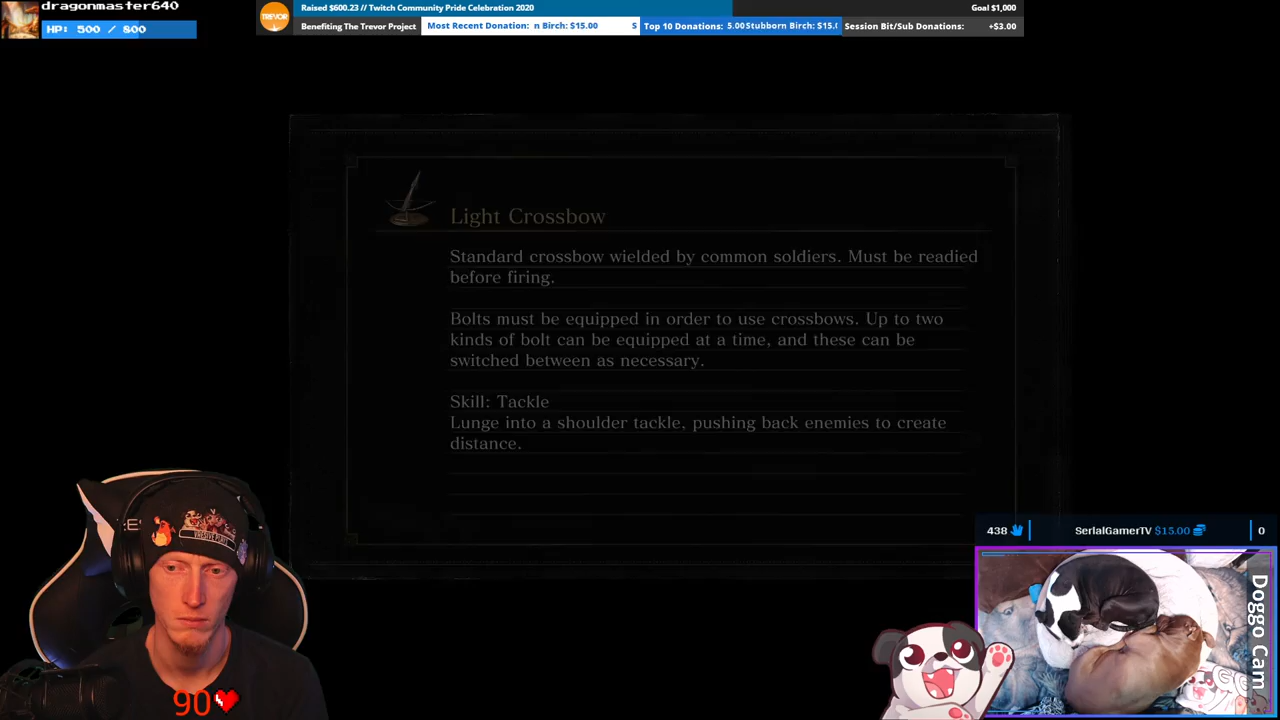 dragonmaster640
HP: 500 / 800
Raised $600.23 // Twitch Community Pride Celebration 2020
Goal $1,000
TREVOR
Benefiting The Trevor Project
Most Recent Donation: n Birch: $15.00 S
Top 10 Donations: 5.00Stubborn Birch: $15.0
Session Bit/Sub Donations: +$3.00
Light Crossbow
Standard crossbow wielded by common soldiers. Must be readied
before firing.
Bolts must be equipped in order to use crossbows. Up to two
kinds of bolt can be equipped at a time, and these can be
switched between as necessary.
Skill: Tackle
Lunge into a shoulder tackle, pushing back enemies to create
distance.
438
SerialGamerTV $15.00
0
Doggo Cam
90